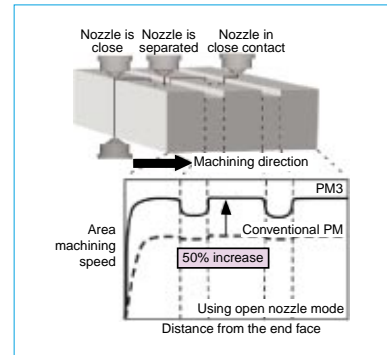 Nozzle is
close
Nozzle is
separated
Nozzle in
close contact
Machining direction
PM3
Area
machining
speed
Conventional PM
50% increase
Using open nozzle mode
Distance from the end face